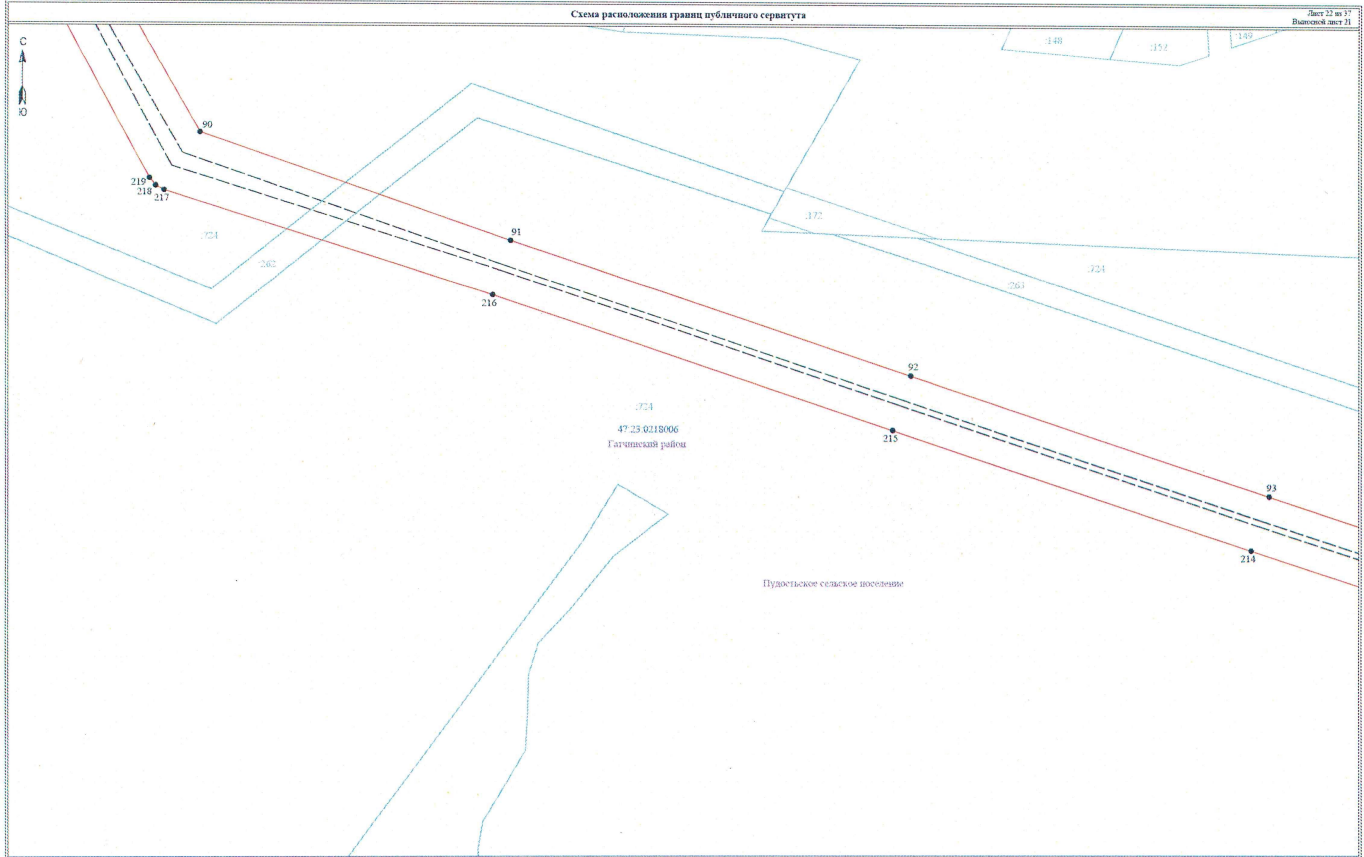 Схема расположения границ публичного сервитута
Лист 22 из 37
Выносной лист 21
С
Ю
:148
:152
:149
90
219
218
217
:724
:262
91
:172
:724
:263
216
92
:724
47:23:0218006
Гатчинский район
215
93
214
Пудостьское сельское поселение